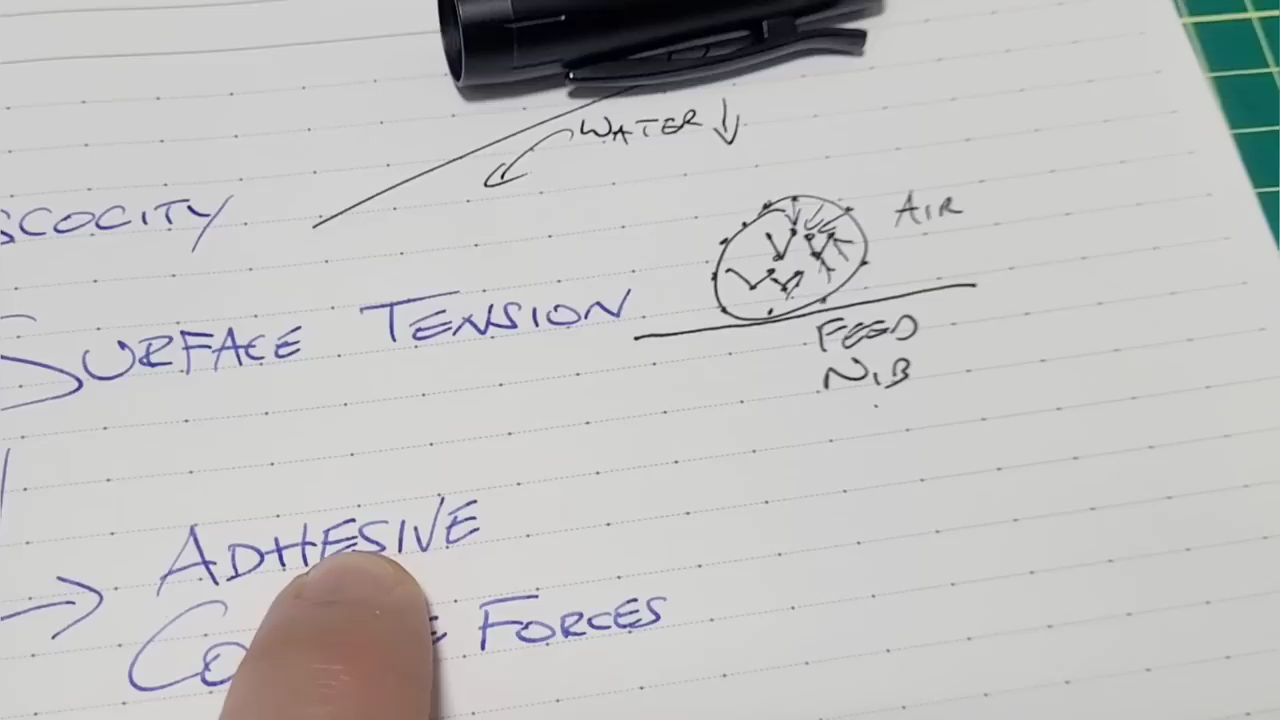 WATER
AIR
SCOCITY
SURFACE TENSION
FEED
NIB
ADHESIVE
FORCES